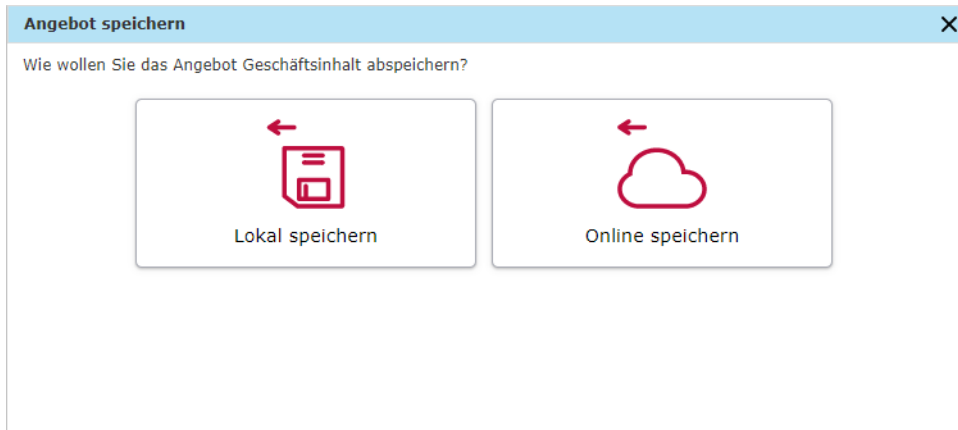 Angebot speichern
Wie wollen Sie das Angebot Geschäftsinhalt abspeichern?
Lokal speichern
Online speichern